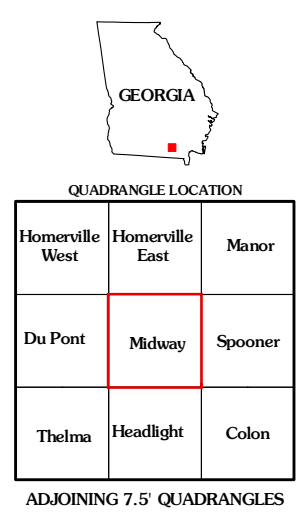 GEORGIA
QUADRANGLE LOCATION
Homerville
West
Homerville
East
Manor
Du Pont
Midway
Spooner
Thelma
Headlight
Colon
ADJOINING 7.5' QUADRANGLES